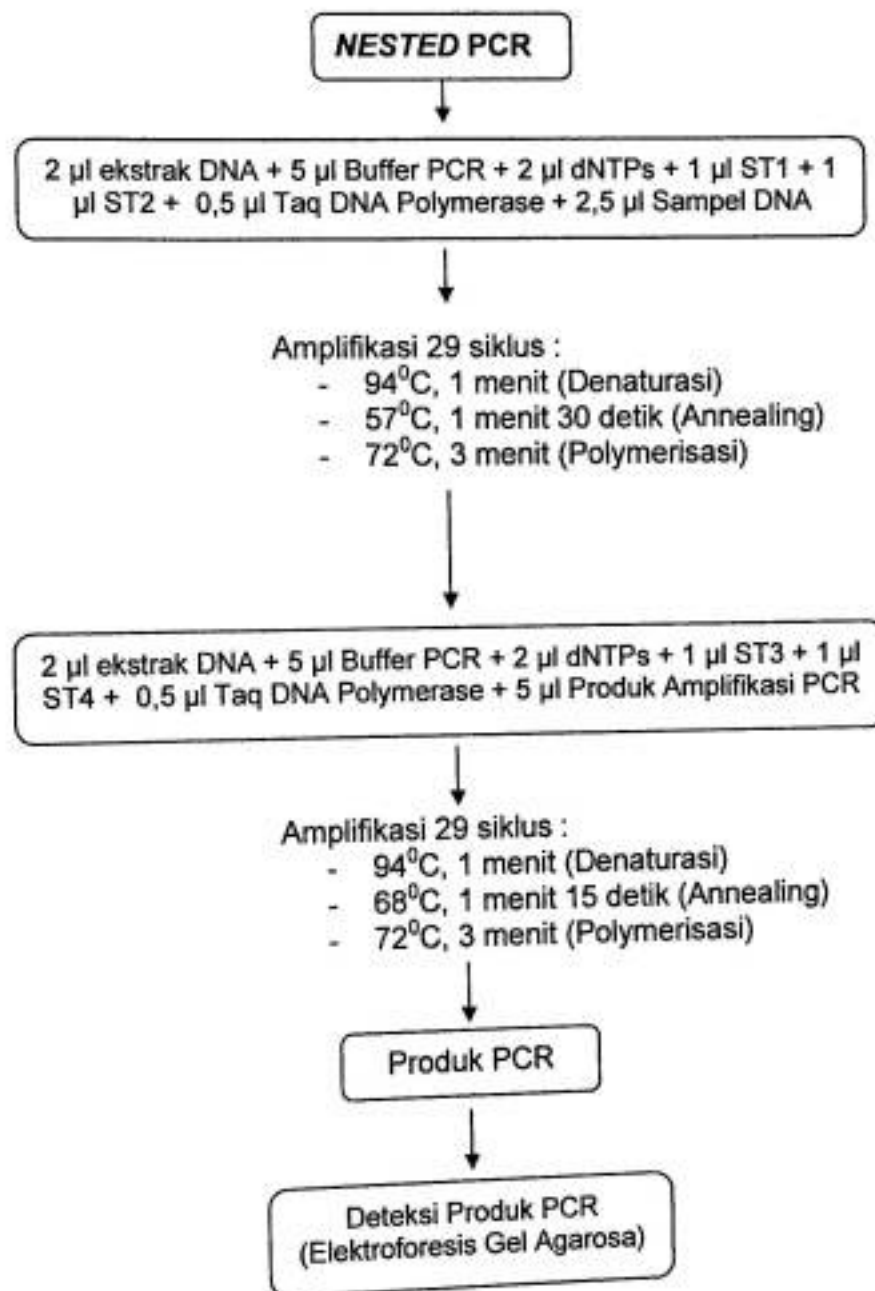 NESTED PCR
2 µl ekstrak DNA + 5 µl Buffer PCR + 2 µl dNTPs + 1 µl ST1 + 1
µl ST2 + 0,5 µl Taq DNA Polymerase + 2,5 µl Sampel DNA
Amplifikasi 29 siklus :
- 94⁰C, 1 menit (Denaturasi)
- 57⁰C, 1 menit 30 detik (Annealing)
- 72⁰C, 3 menit (Polymerisasi)
2 µl ekstrak DNA + 5 µl Buffer PCR + 2 µl dNTPs + 1 µl ST3 + 1 µl
ST4 + 0,5 µl Taq DNA Polymerase + 5 µl Produk Amplifikasi PCR
Amplifikasi 29 siklus :
- 94⁰C, 1 menit (Denaturasi)
- 68⁰C, 1 menit 15 detik (Annealing)
- 72⁰C, 3 menit (Polymerisasi)
Produk PCR
Deteksi Produk PCR
(Elektroforesis Gel Agarosa)